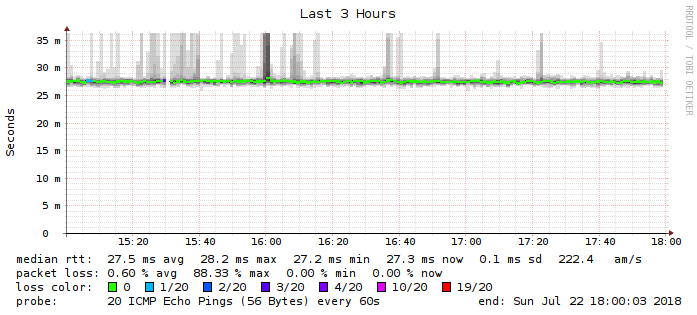 Last 3 Hours
RRDTOOL / TOBI OETIKER
Seconds
35 m
30 m
25 m
20 m
15 m
10 m
5 m
0
15:20 15:40 16:00 16:20 16:40 17:00 17:20 17:40 18:00
median rtt: 27.5 ms avg 28.2 ms max 27.2 ms min 27.3 ms now 0.1 ms sd 222.4 am/s
packet loss: 0.60 % avg 88.33 % max 0.00 % min 0.00 % now
loss color: 0 1/20 2/20 3/20 4/20 10/20 19/20
probe: 20 ICMP Echo Pings (56 Bytes) every 60s end: Sun Jul 22 18:00:03 2018